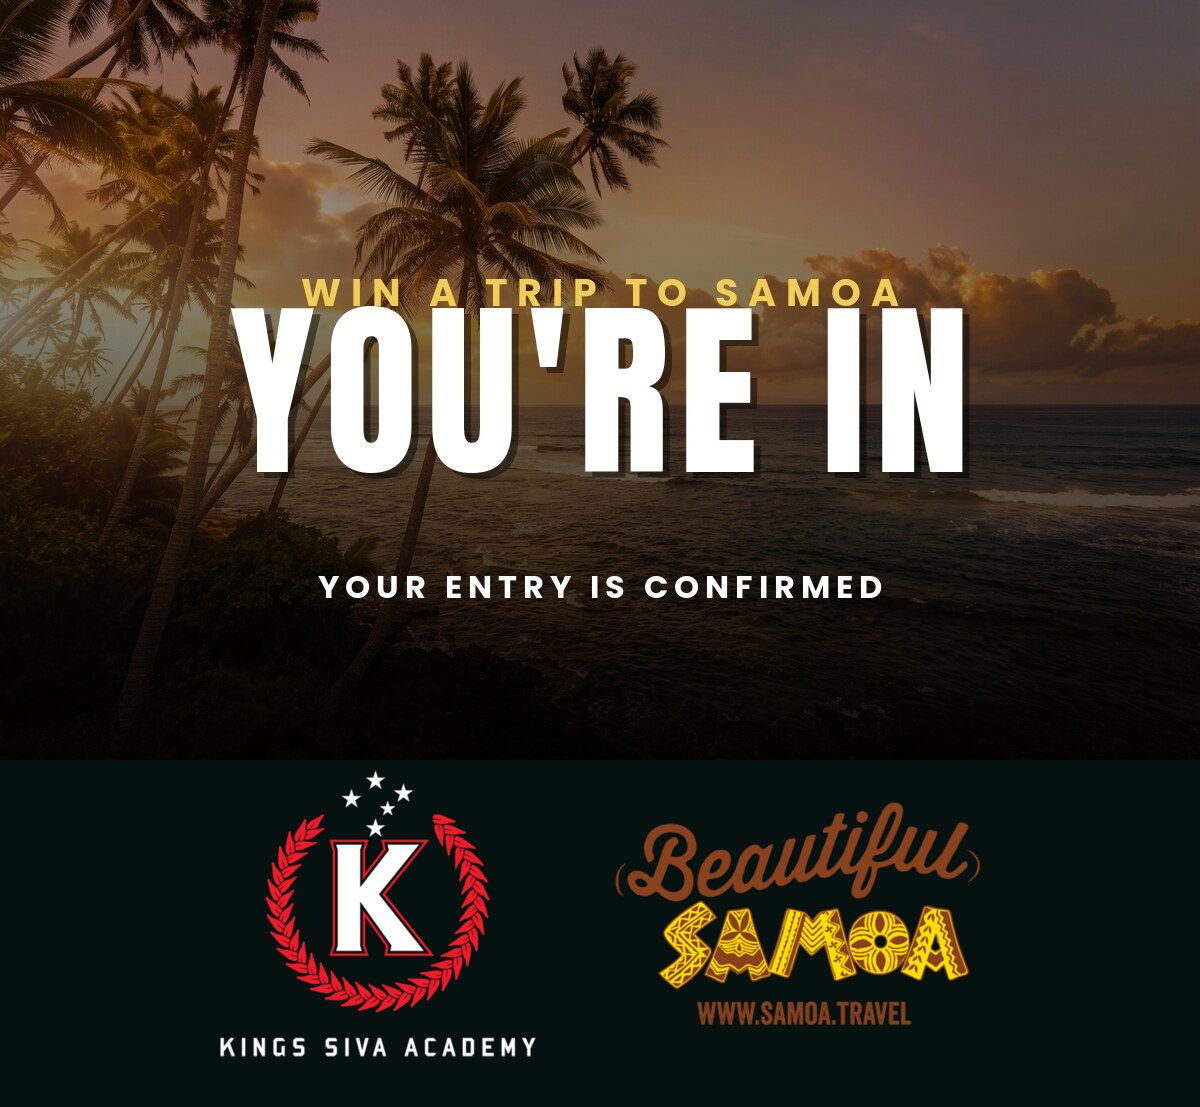 WIN A TRIP TO SAMOA
YOU'RE IN
YOUR ENTRY IS CONFIRMED
K
KINGS SIVA ACADEMY
Beautiful
SAMOA
WWW.SAMOA.TRAVEL